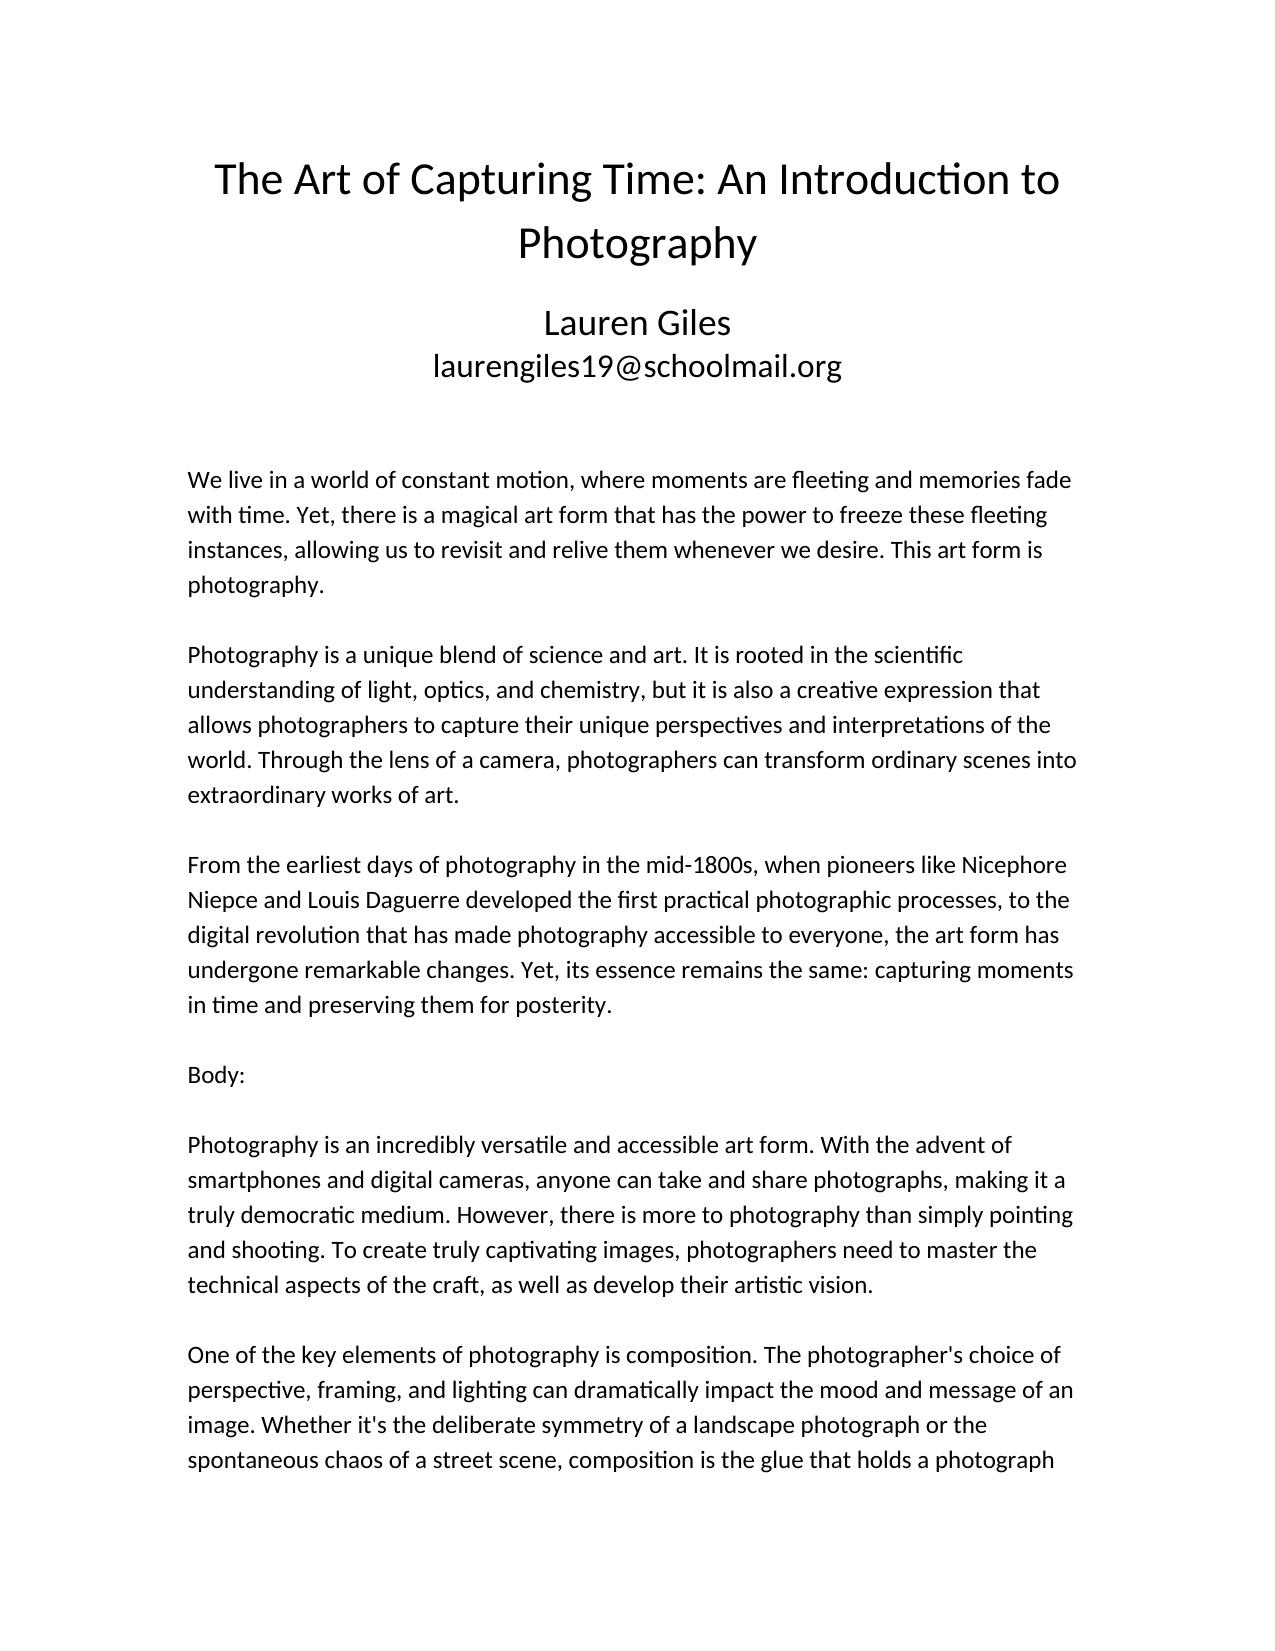 The Art of Capturing Time: An Introduction to
Photography
Lauren Giles
laurengiles19@schoolmail.org
We live in a world of constant motion, where moments are fleeting and memories fade
with time. Yet, there is a magical art form that has the power to freeze these fleeting
instances, allowing us to revisit and relive them whenever we desire. This art form is
photography.
Photography is a unique blend of science and art. It is rooted in the scientific
understanding of light, optics, and chemistry, but it is also a creative expression that
allows photographers to capture their unique perspectives and interpretations of the
world. Through the lens of a camera, photographers can transform ordinary scenes into
extraordinary works of art.
From the earliest days of photography in the mid-1800s, when pioneers like Nicephore
Niepce and Louis Daguerre developed the first practical photographic processes, to the
digital revolution that has made photography accessible to everyone, the art form has
undergone remarkable changes. Yet, its essence remains the same: capturing moments
in time and preserving them for posterity.
Body:
Photography is an incredibly versatile and accessible art form. With the advent of
smartphones and digital cameras, anyone can take and share photographs, making it a
truly democratic medium. However, there is more to photography than simply pointing
and shooting. To create truly captivating images, photographers need to master the
technical aspects of the craft, as well as develop their artistic vision.
One of the key elements of photography is composition. The photographer's choice of
perspective, framing, and lighting can dramatically impact the mood and message of an
image. Whether it's the deliberate symmetry of a landscape photograph or the
spontaneous chaos of a street scene, composition is the glue that holds a photograph